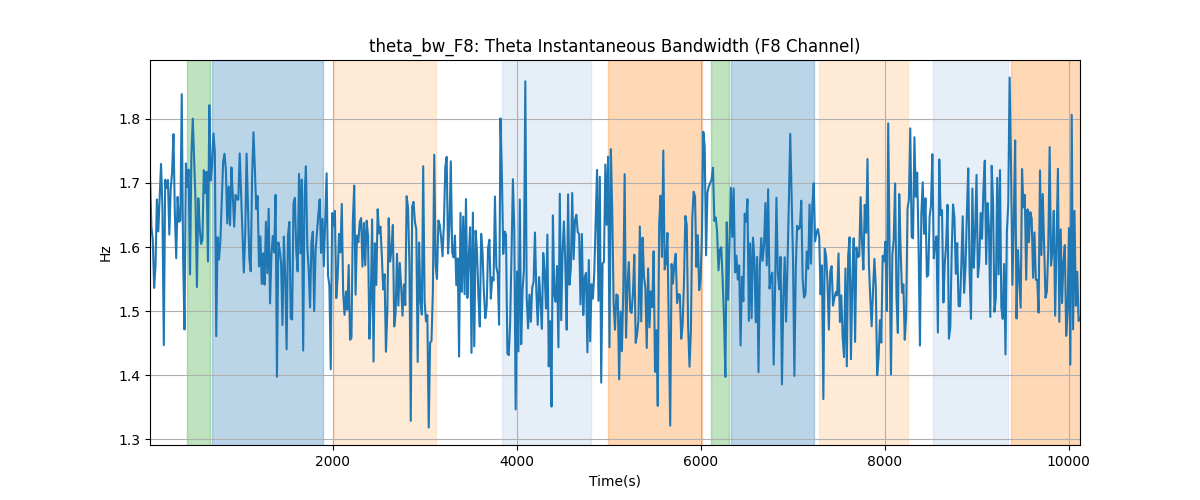 theta_bw_F8: Theta Instantaneous Bandwidth (F8 Channel)
1.8
1.7
1.6
1.5
1.4
1.3
Hz
2000 4000 6000 8000 10000
Time(s)